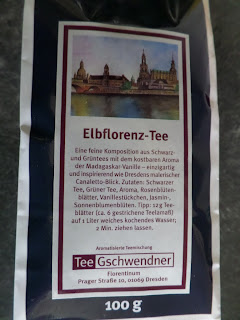 Elbflorenz-Tee
Eine feine Komposition aus Schwarz-
und Grüntees mit dem kostbaren Aroma
der Madagaskar-Vanille – einzigartig
und inspirierend wie Dresdens malerischer
Canaletto-Blick. Zutaten: Schwarzer
Tee, Grüner Tee, Aroma, Rosenblüten-
blätter, Vanillestückchen, Jasmin-,
Sonnenblumenblüten. Tipp: 12g Tee-
blätter (ca. 6 gestrichene Teelamaß)
auf 1 Liter weiches kochendes Wasser;
2 Min. ziehen lassen.
Aromatisierte Teemischung
Tee Gschwendner
Florentinum
Prager Straße 10, 01069 Dresden
100 g